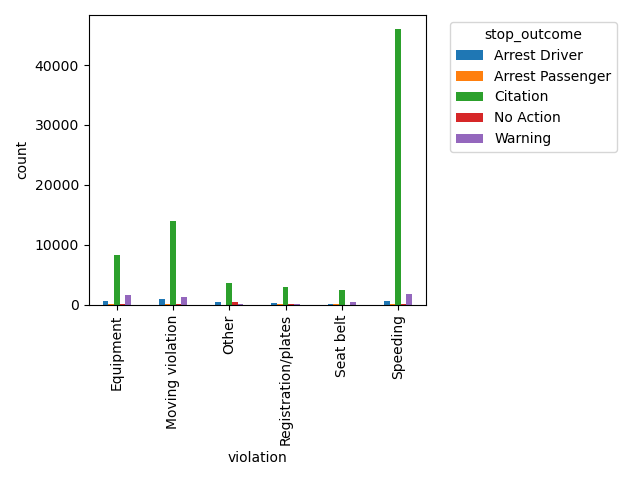 stop_outcome
Arrest Driver
Arrest Passenger
Citation
No Action
Warning
count
40000
30000
20000
10000
0
Equipment
Moving violation
Other
Registration/plates
Seat belt
Speeding
violation